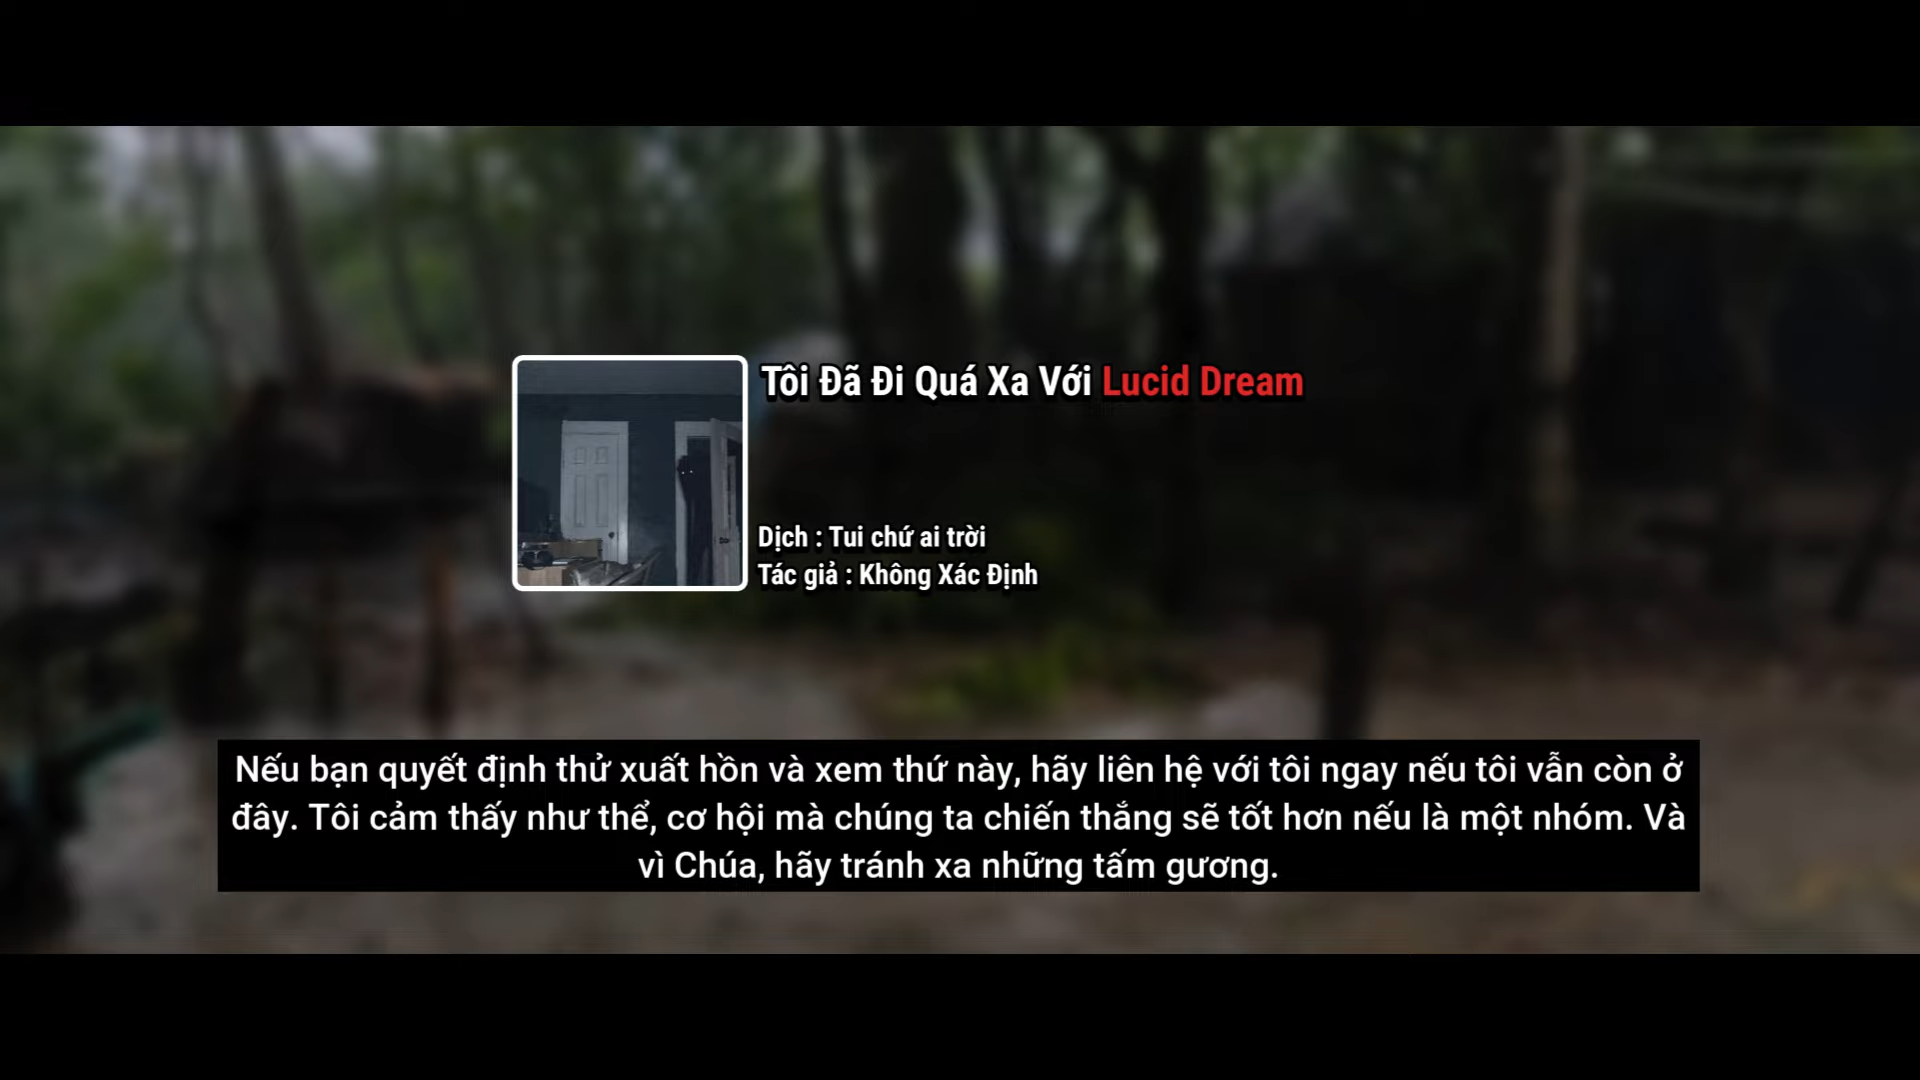 Tôi Đã Đi Quá Xa Với Lucid Dream
Dịch : Tui chứ ai trời
Tác giả : Không Xác Định
Nếu bạn quyết định thử xuất hồn và xem thứ này, hãy liên hệ với tôi ngay nếu tôi vẫn còn ở
đây. Tôi cảm thấy như thể, cơ hội mà chúng ta chiến thắng sẽ tốt hơn nếu là một nhóm. Và
vì Chúa, hãy tránh xa những tấm gương.